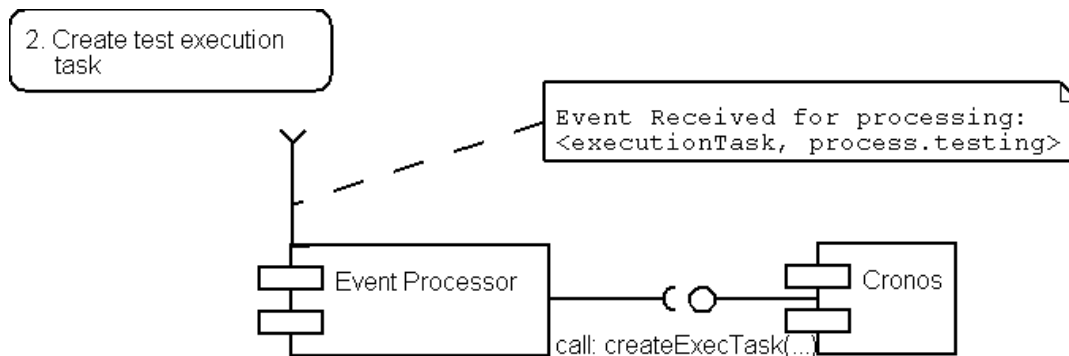 2. Create test execution
task
Event Received for processing:
<executionTask, process.testing>
Event Processor
Cronos
call: createExecTask(...)